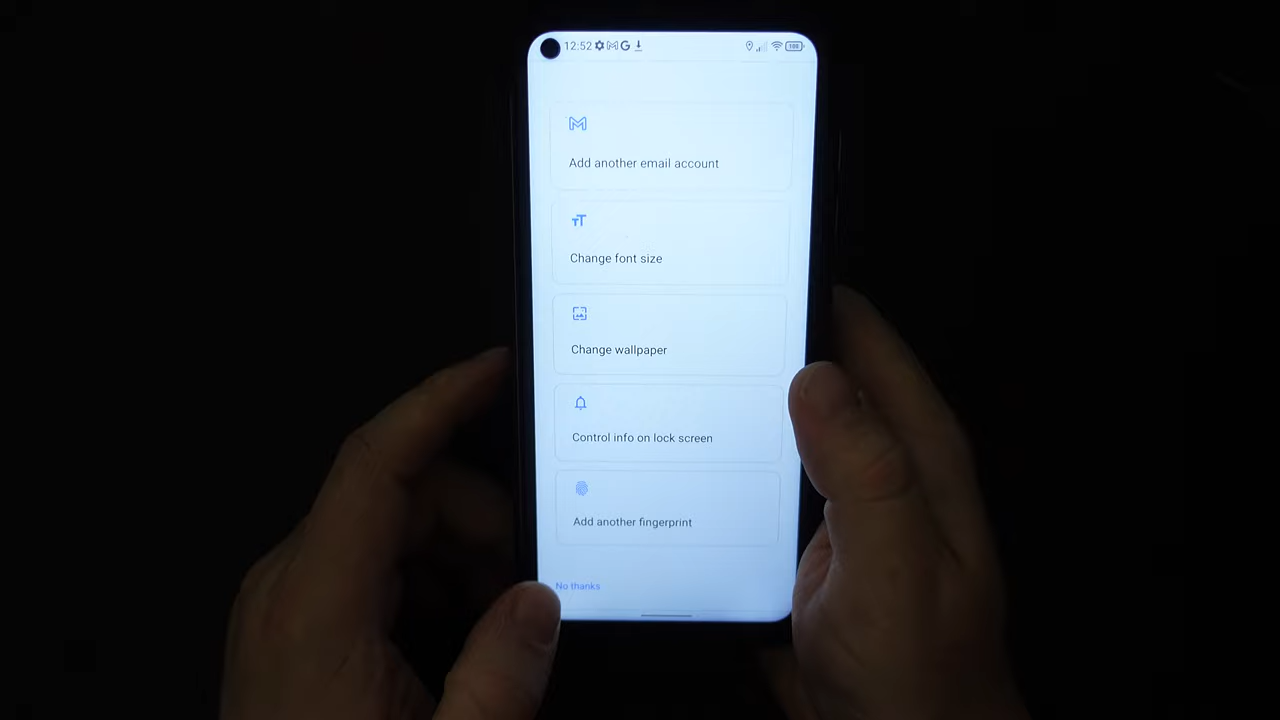 12:52 100
Add another email account
Change font size
Change wallpaper
Control info on lock screen
Add another fingerprint
No thanks